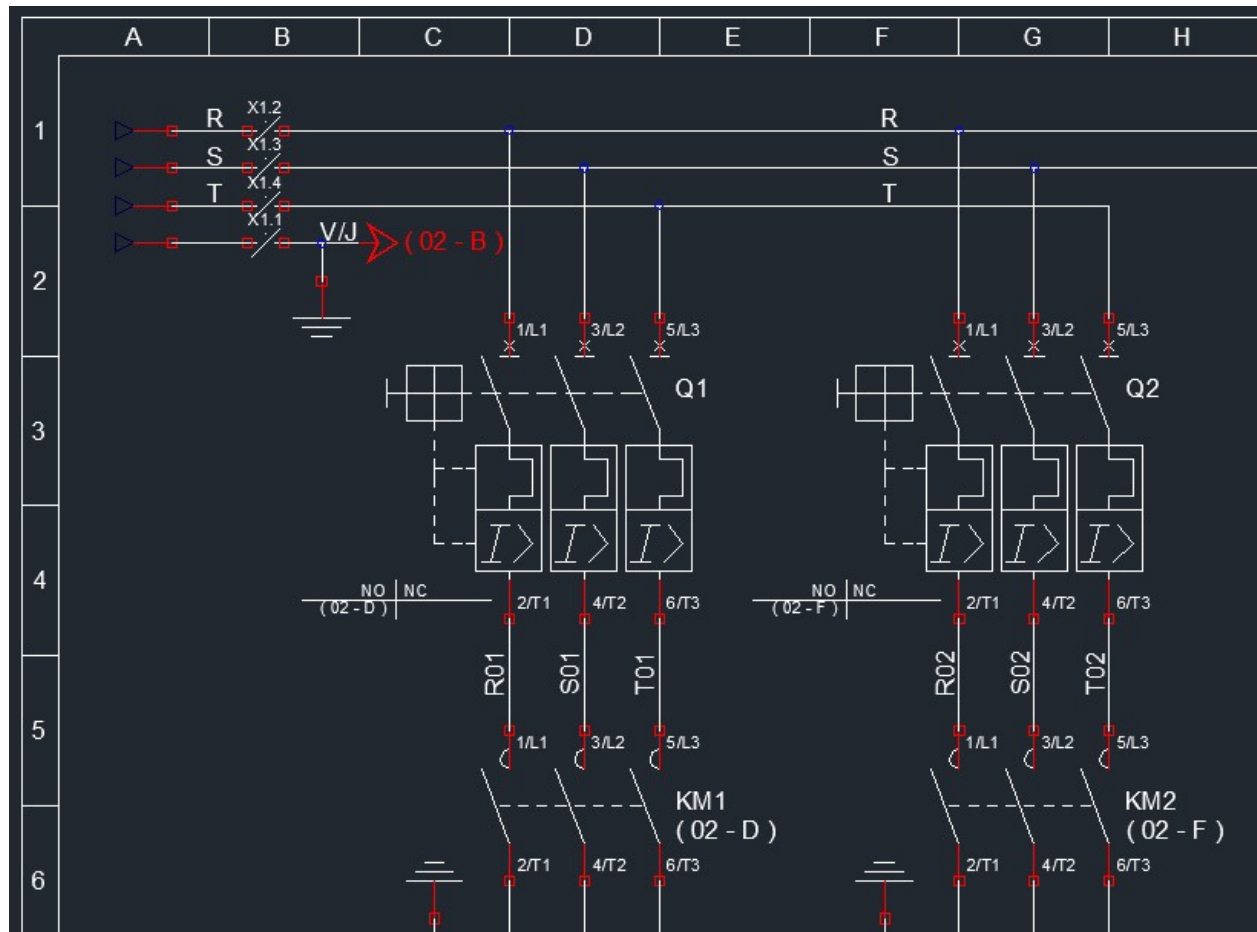 A B C D E F G H
1
X1.2
R R
X1.3
S S
X1.4
T T
X1.1
V/J ( 02 - B )
2
1/L1 3/L2 5/L3 1/L1 3/L2 5/L3
Q1 Q2
3
4
NO NC NO NC
( 02 - D ) ( 02 - F )
2/T1 4/T2 6/T3 2/T1 4/T2 6/T3
R01 S01 T01 R02 S02 T02
5
1/L1 3/L2 5/L3 1/L1 3/L2 5/L3
KM1 KM2
( 02 - D ) ( 02 - F )
6
2/T1 4/T2 6/T3 2/T1 4/T2 6/T3